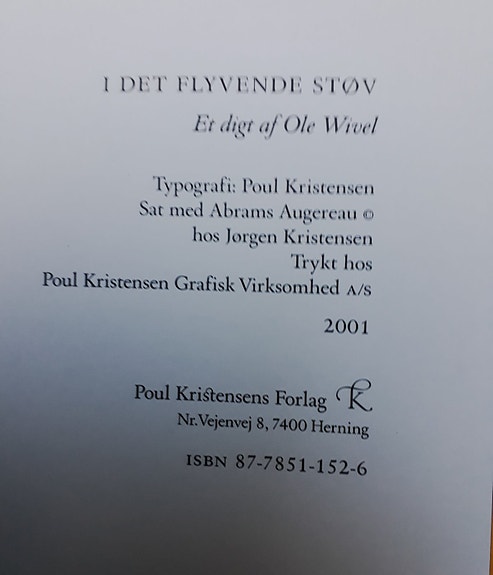 I DET FLYVENDE STØV
Et digt af Ole Wivel
Typografi: Poul Kristensen
Sat med Abrams Augereau ©
hos Jørgen Kristensen
Trykt hos
Poul Kristensen Grafisk Virksomhed A/S
2001
Poul Kristensens Forlag K
Nr. Vejenvej 8, 7400 Herning
ISBN 87-7851-152-6